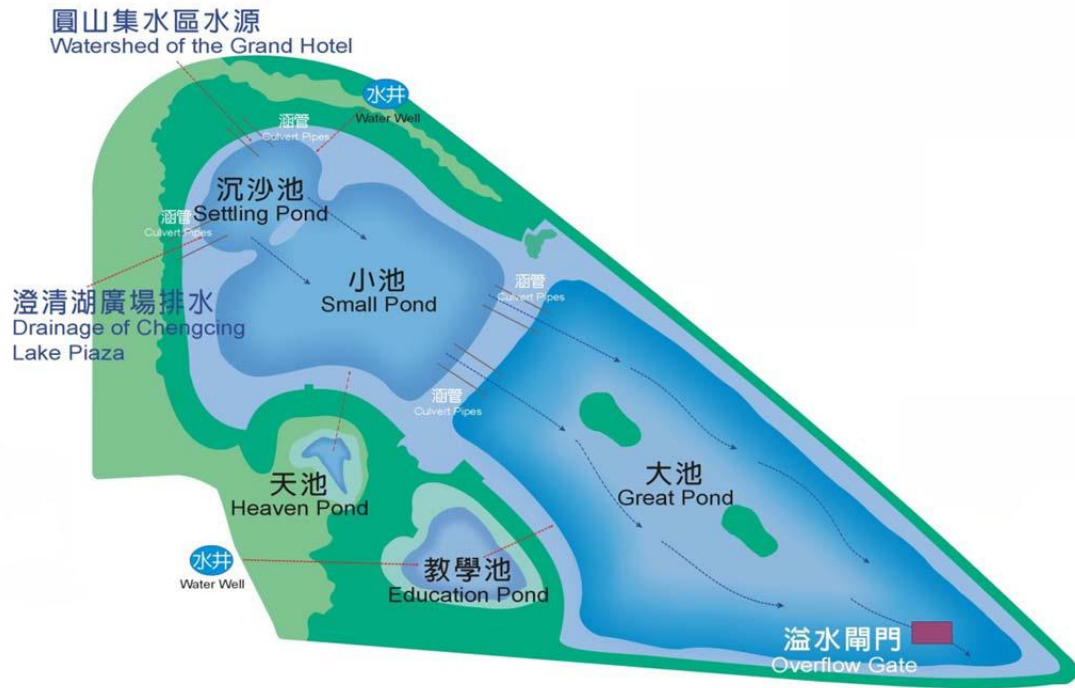 圓山集水區水源
Watershed of the Grand Hotel
水井
Water Well
涵管
Culvert Pipes
沉沙池
Settling Pond
涵管
Culvert Pipes
小池
Small Pond
涵管
Culvert Pipes
澄清湖廣場排水
Drainage of Chengcing
Lake Piaza
涵管
Culvert Pipes
天池
Heaven Pond
大池
Great Pond
水井
Water Well
教學池
Education Pond
溢水閘門
Overflow Gate